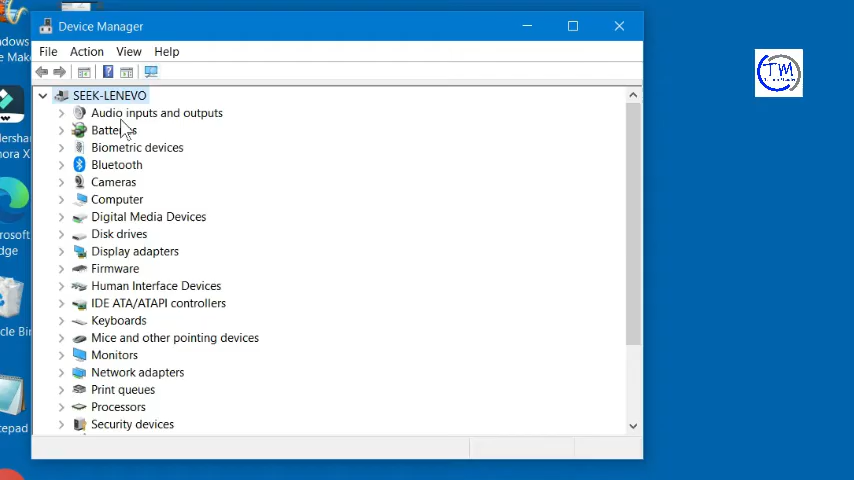 Device Manager
File Action View Help
SEEK-LENEVO
Audio inputs and outputs
Biometric devices
Bluetooth
Cameras
Computer
Digital Media Devices
Disk drives
Display adapters
Firmware
Human Interface Devices
IDE ATA/ATAPI controllers
Keyboards
Mice and other pointing devices
Monitors
Network adapters
Print queues
Processors
Security devices
TM